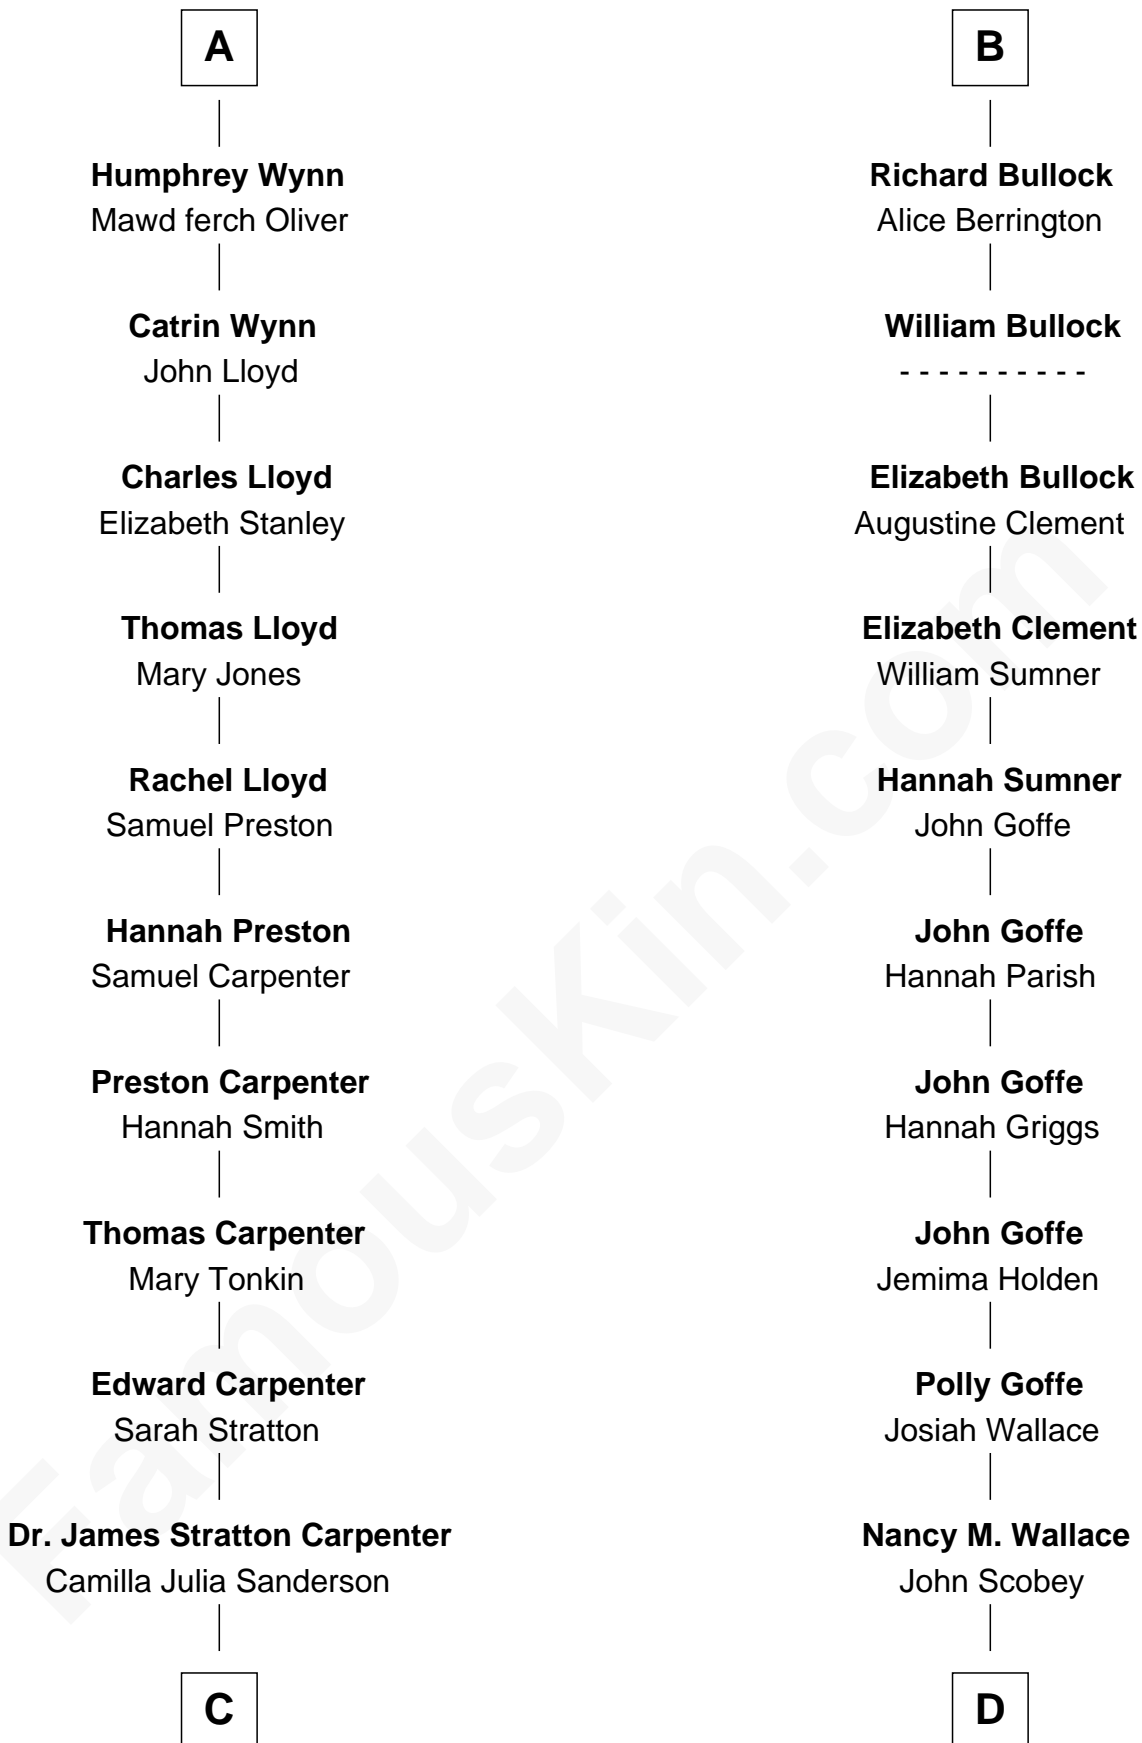 A
Humphrey Wynn
Mawd ferch Oliver
Catrin Wynn
John Lloyd
Charles Lloyd
Elizabeth Stanley
Thomas Lloyd
Mary Jones
Rachel Lloyd
Samuel Preston
Hannah Preston
Samuel Carpenter
Preston Carpenter
Hannah Smith
Thomas Carpenter
Mary Tonkin
Edward Carpenter
Sarah Stratton
Dr. James Stratton Carpenter
Camilla Julia Sanderson
C
B
Richard Bullock
Alice Berrington
William Bullock
- - - - - - - - - -
Elizabeth Bullock
Augustine Clement
Elizabeth Clement
William Sumner
Hannah Sumner
John Goffe
John Goffe
Hannah Parish
John Goffe
Hannah Griggs
John Goffe
Jemima Holden
Polly Goffe
Josiah Wallace
Nancy M. Wallace
John Scobey
D
FamousKin.com